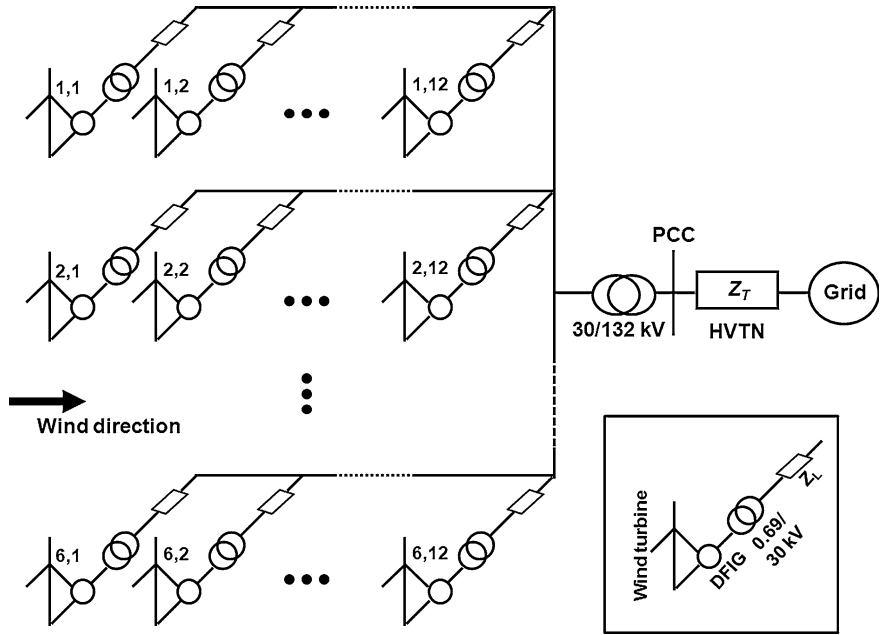 1,1
1,2
1,12
2,1
2,2
2,12
PCC
Z_T
Grid
30/132 kV
HVTN
Wind direction
6,1
6,2
6,12
Wind turbine
DFIG
0.69/
30 kV
Z_L